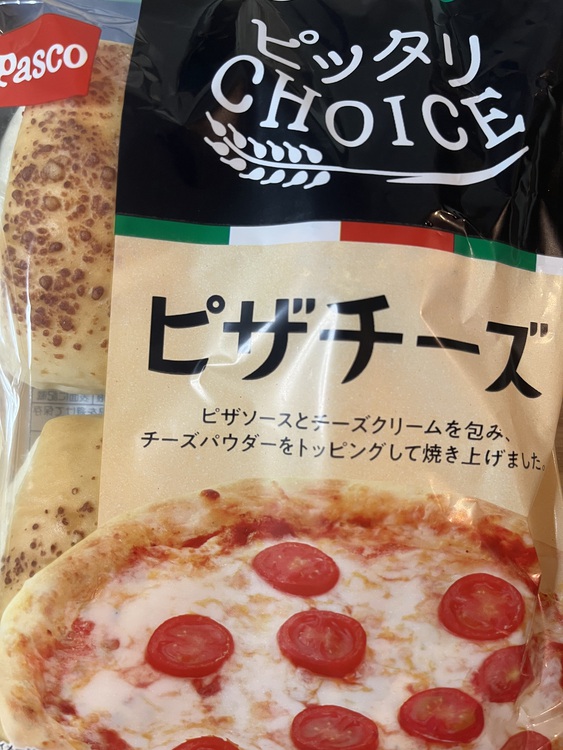 Pasco
ピッタリ
CHOICE
ピザチーズ
ピザソースとチーズクリームを包み、
チーズパウダーをトッピングして焼き上げました。